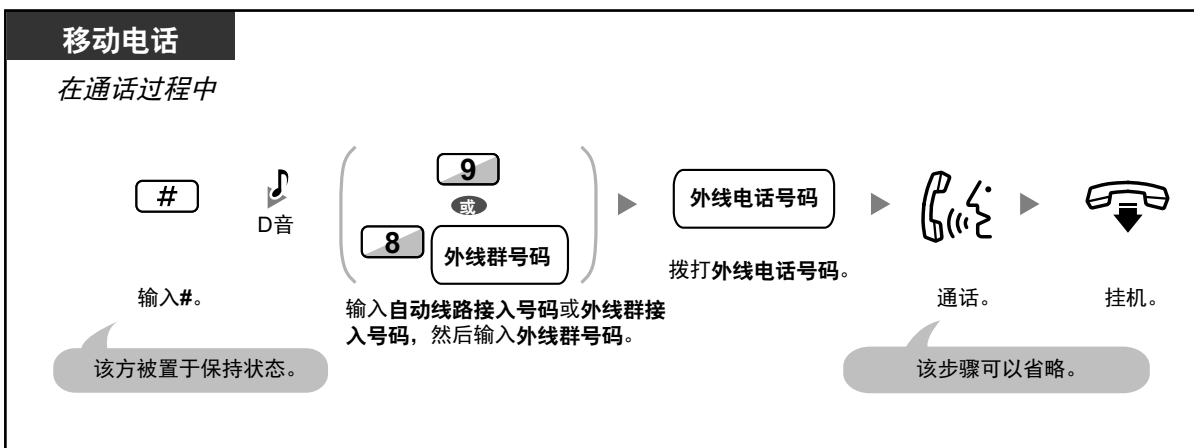 移动电话
在通话过程中
#
D音
9
或
8
外线群号码
外线电话号码
输入#。
输入自动线路接入号码或外线群接
入号码，然后输入外线群号码。
拨打外线电话号码。
通话。
挂机。
该方被置于保持状态。
该步骤可以省略。